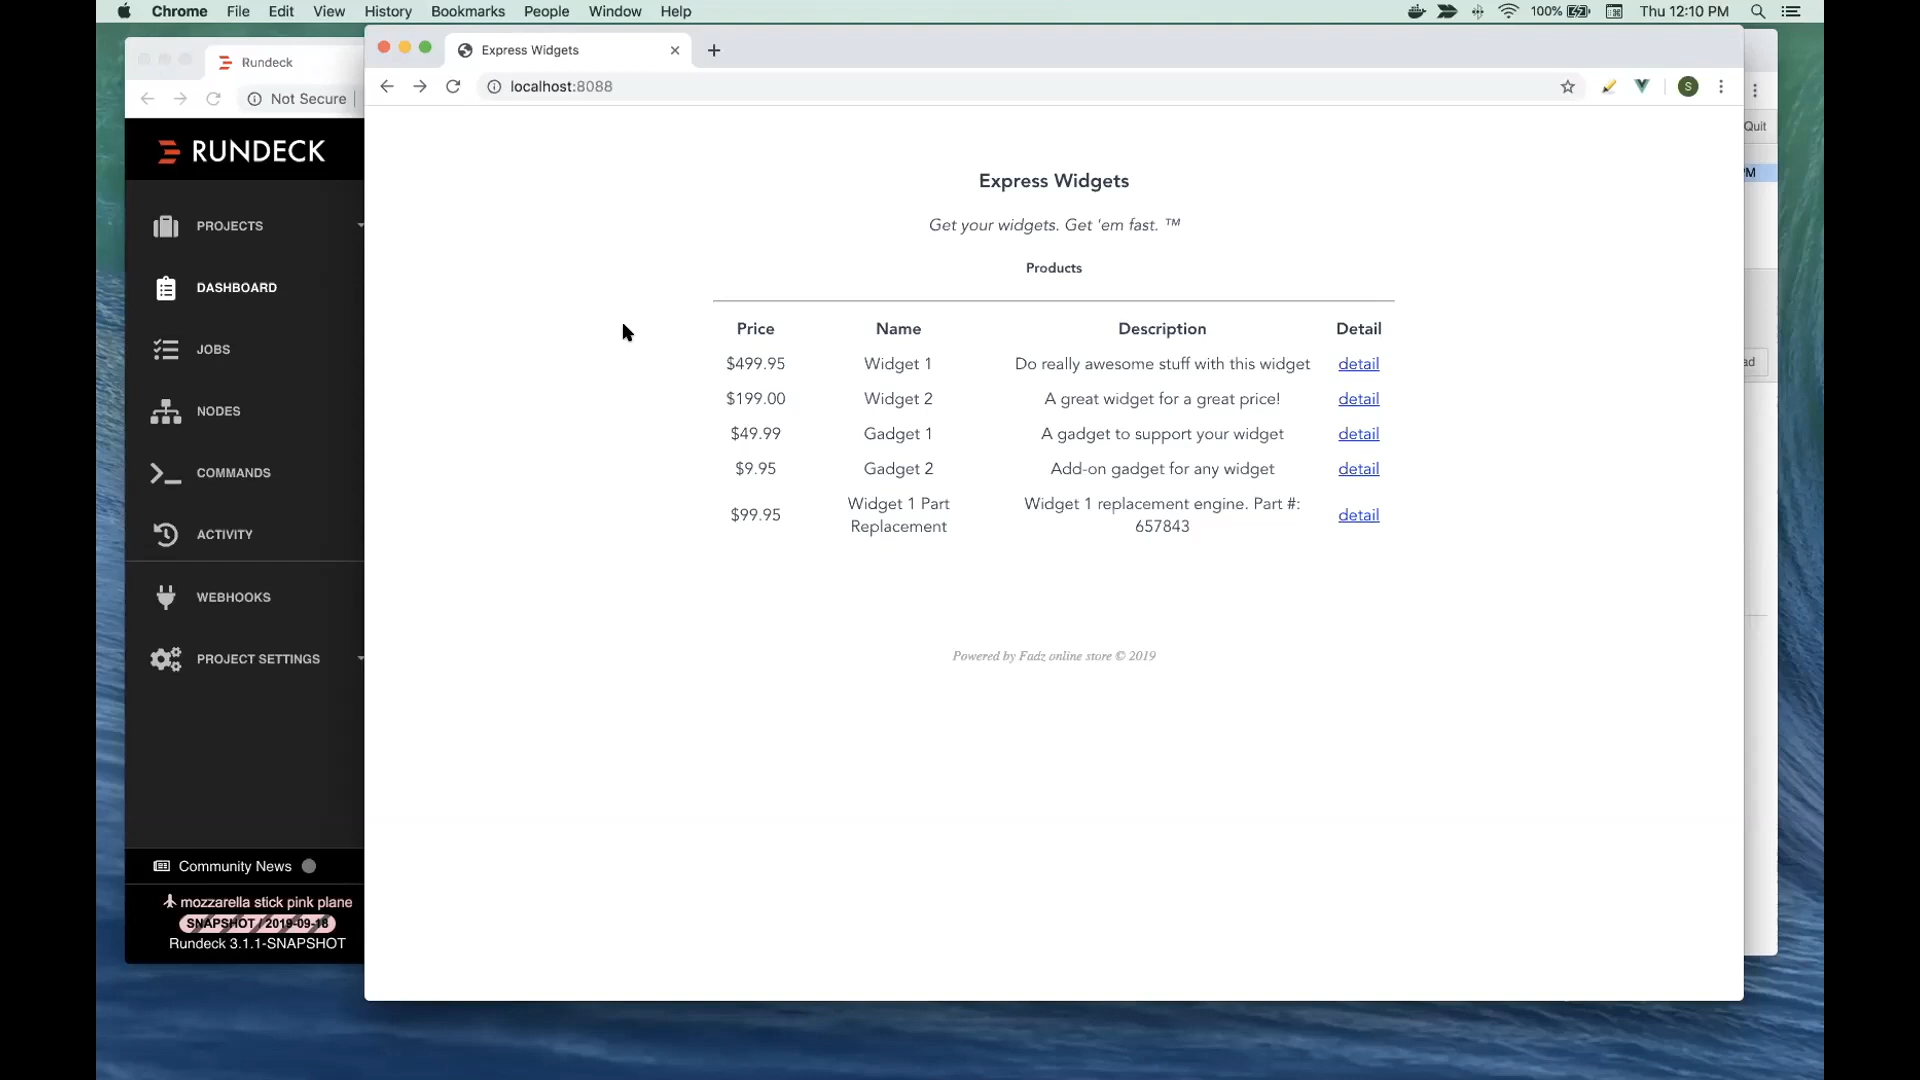 Chrome File Edit View History Bookmarks People Window Help 100% Thu 12:10 PM
Rundeck
Not Secure
RUNDECK
PROJECTS
DASHBOARD
JOBS
NODES
COMMANDS
ACTIVITY
WEBHOOKS
PROJECT SETTINGS
Community News
mozzarella stick pink plane
SNAPSHOT / 2019-09-18
Rundeck 3.1.1-SNAPSHOT
Express Widgets
localhost:8088
S
Express Widgets
Get your widgets. Get 'em fast. ™
Products
Price Name Description Detail
$499.95 Widget 1 Do really awesome stuff with this widget detail
$199.00 Widget 2 A great widget for a great price! detail
$49.99 Gadget 1 A gadget to support your widget detail
$9.95 Gadget 2 Add-on gadget for any widget detail
$99.95 Widget 1 Part Replacement Widget 1 replacement engine. Part #: 657843 detail
Powered by Fadz online store © 2019
Quit